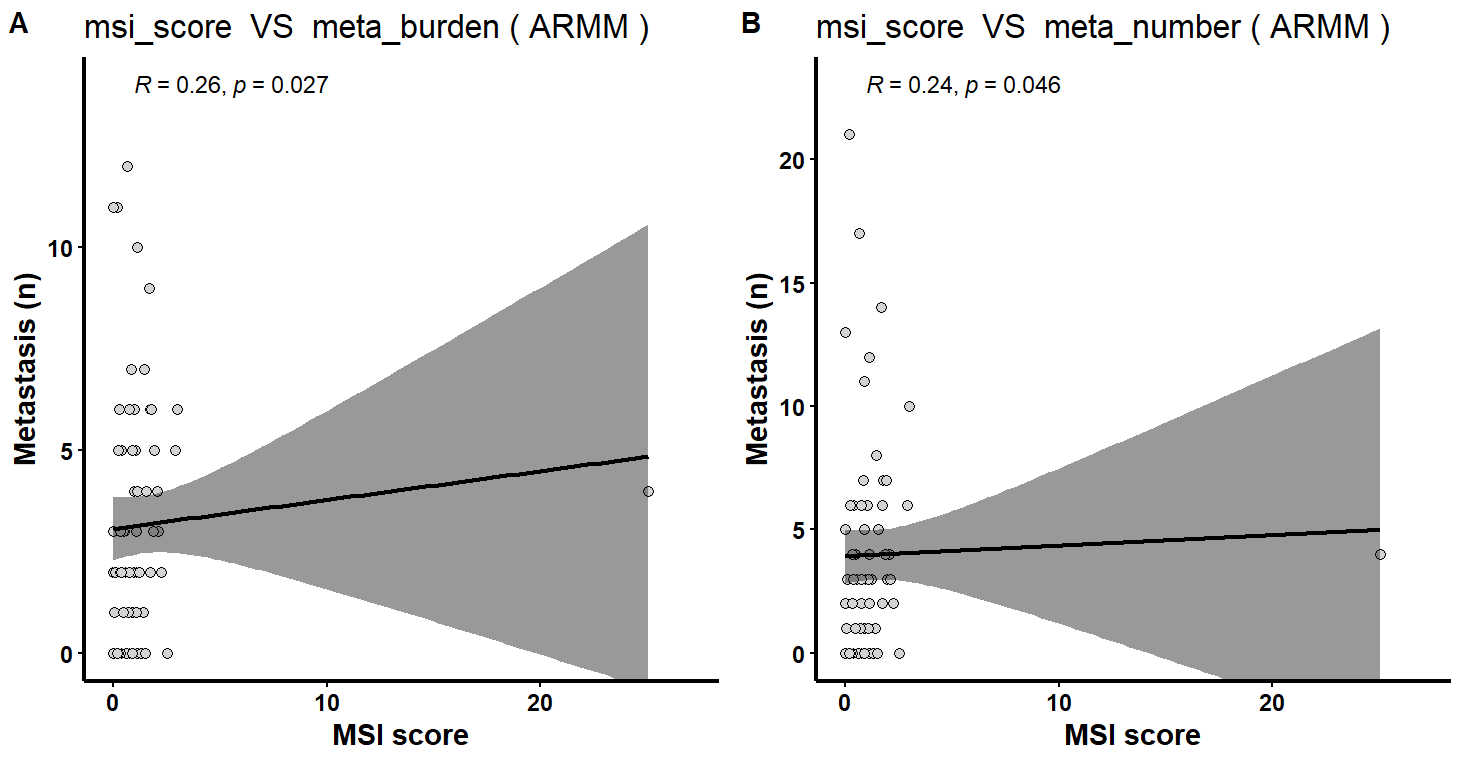 A
msi_score VS meta_burden ( ARMM )
R = 0.26, p = 0.027
Metastasis (n)
10
5
0
0
10
20
MSI score
B
msi_score VS meta_number ( ARMM )
R = 0.24, p = 0.046
Metastasis (n)
20
15
10
5
0
0
10
20
MSI score